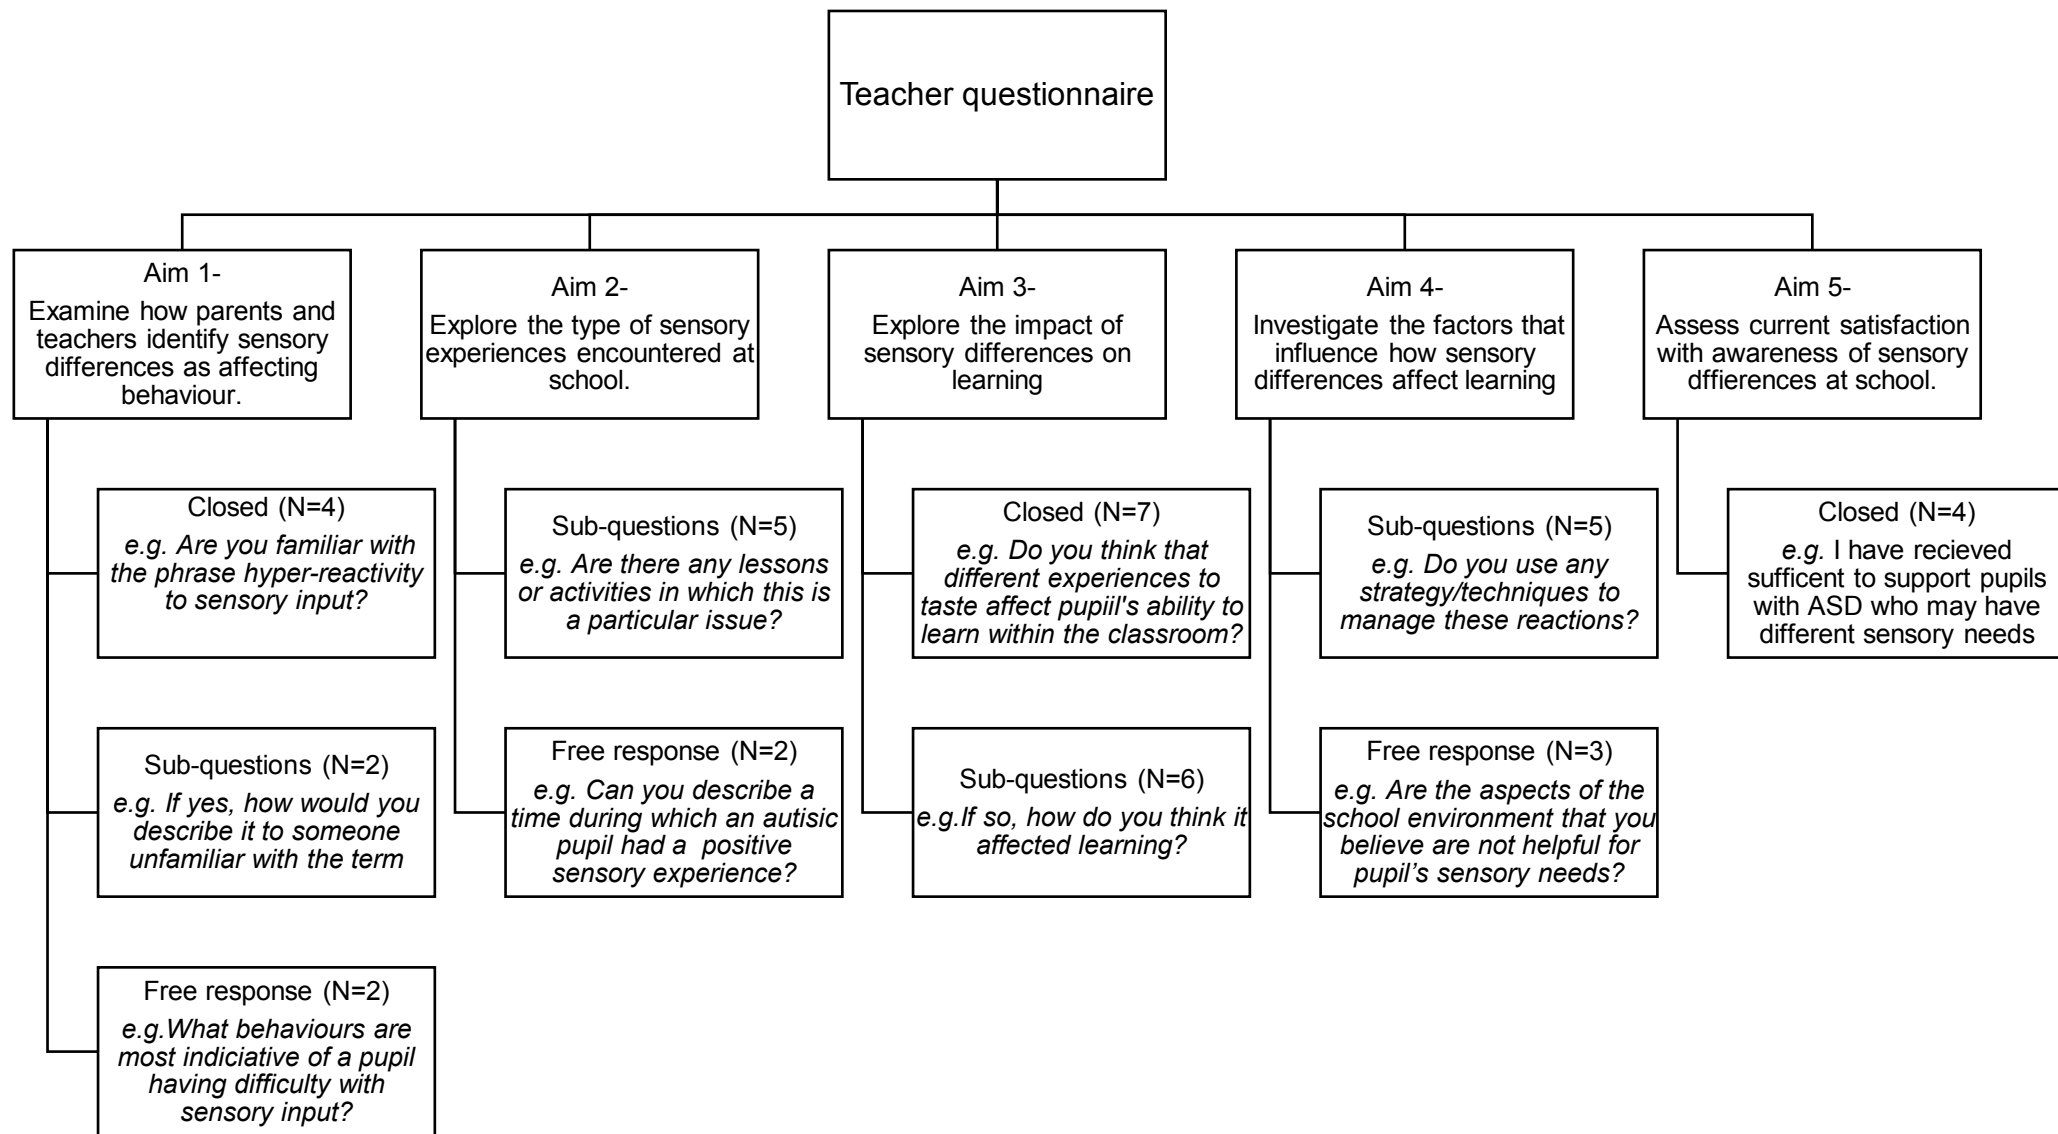 Teacher questionnaire
Aim 1-
Examine how parents and
teachers identify sensory
differences as affecting
behaviour.
Closed (N=4)
e.g. Are you familiar with
the phrase hyper-reactivity
to sensory input?
Sub-questions (N=2)
e.g. If yes, how would you
describe it to someone
unfamiliar with the term
Free response (N=2)
e.g.What behaviours are
most indiciative of a pupil
having difficulty with
sensory input?
Aim 2-
Explore the type of sensory
experiences encountered at
school.
Sub-questions (N=5)
e.g. Are there any lessons
or activities in which this is
a particular issue?
Free response (N=2)
e.g. Can you describe a
time during which an autisic
pupil had a positive
sensory experience?
Aim 3-
Explore the impact of
sensory differences on
learning
Closed (N=7)
e.g. Do you think that
different experiences to
taste affect pupiil's ability to
learn within the classroom?
Sub-questions (N=6)
e.g.If so, how do you think it
affected learning?
Aim 4-
Investigate the factors that
influence how sensory
differences affect learning
Sub-questions (N=5)
e.g. Do you use any
strategy/techniques to
manage these reactions?
Free response (N=3)
e.g. Are the aspects of the
school environment that you
believe are not helpful for
pupil’s sensory needs?
Aim 5-
Assess current satisfaction
with awareness of sensory
dffierences at school.
Closed (N=4)
e.g. I have recieved
sufficent to support pupils
with ASD who may have
different sensory needs